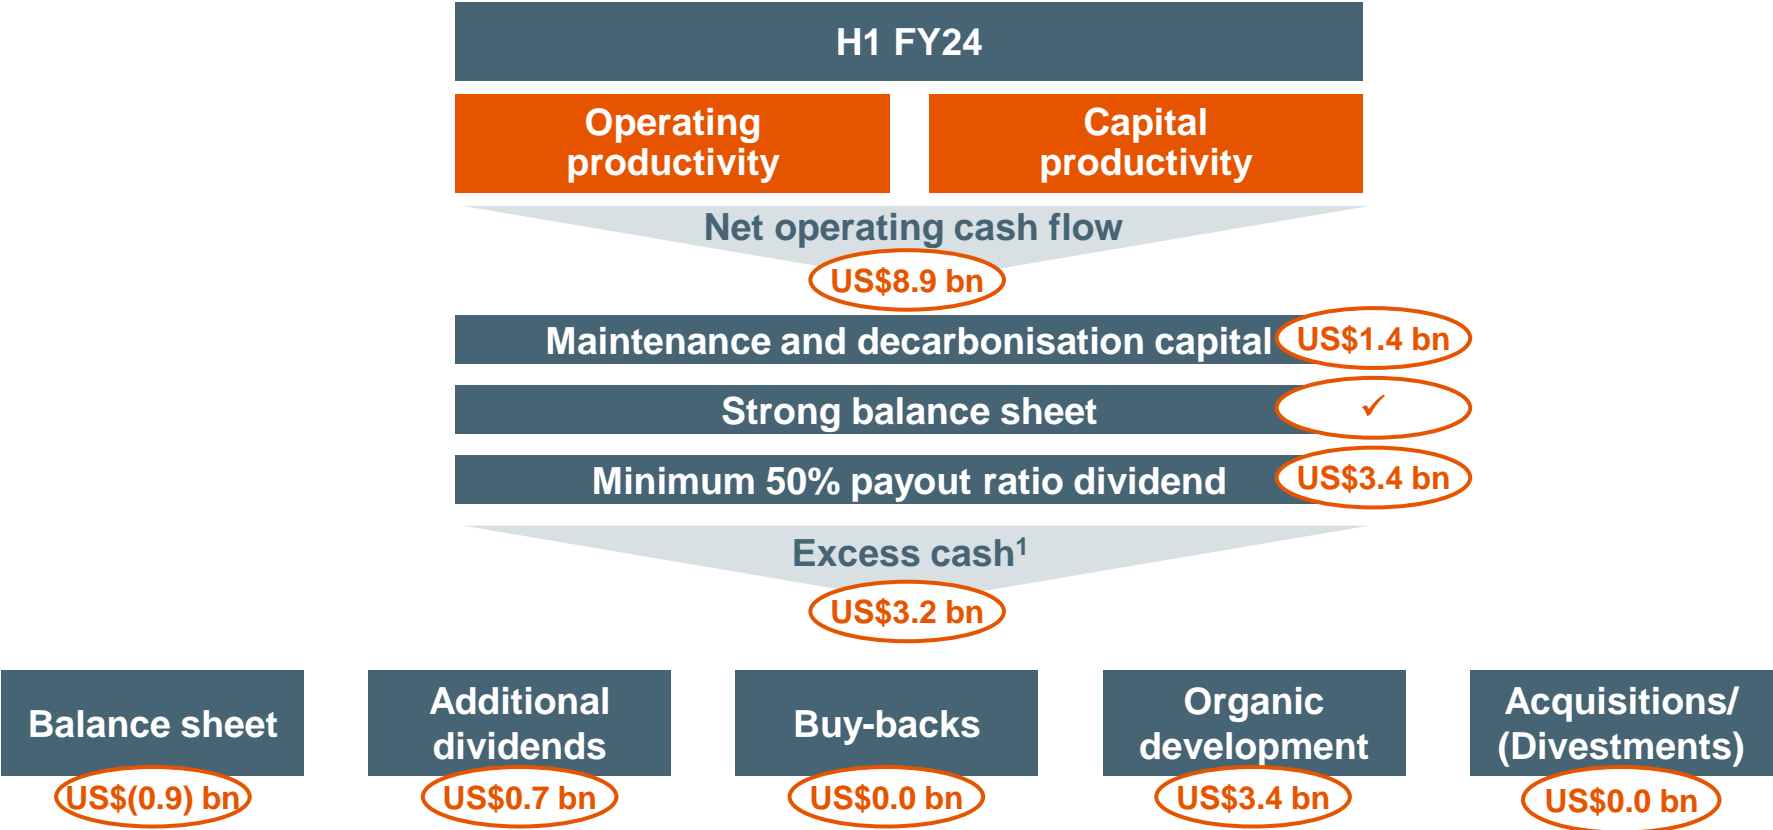 H1 FY24
Operating
productivity
Capital
productivity
Net operating cash flow
US$8.9 bn
Maintenance and decarbonisation capital
US$1.4 bn
Strong balance sheet
✓
Minimum 50% payout ratio dividend
US$3.4 bn
Excess cash¹
US$3.2 bn
Balance sheet
US$(0.9) bn
Additional
dividends
US$0.7 bn
Buy-backs
US$0.0 bn
Organic
development
US$3.4 bn
Acquisitions/
(Divestments)
US$0.0 bn